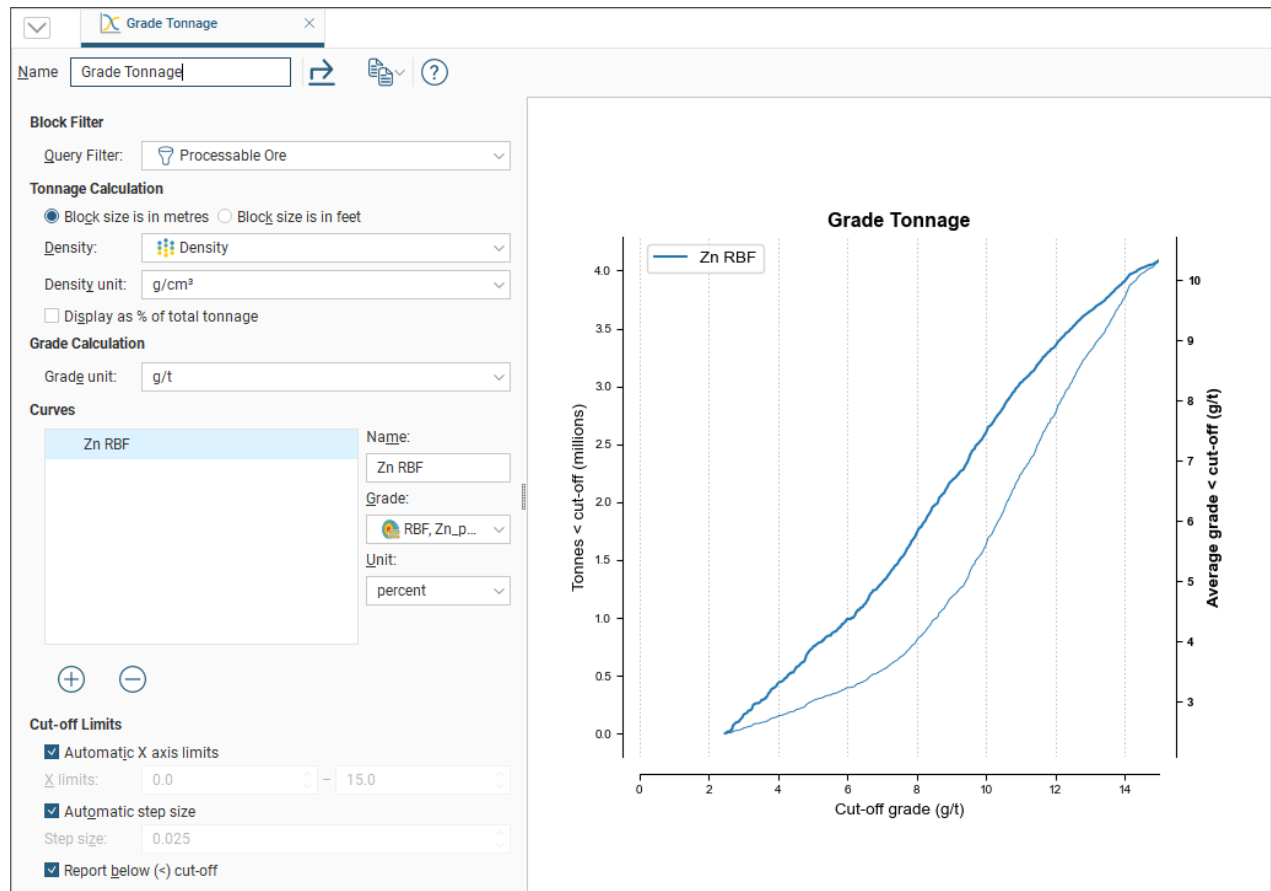 Grade Tonnage
Name Grade Tonnage
Block Filter
Query Filter: Processable Ore
Tonnage Calculation
Block size is in metres Block size is in feet
Density: Density
Density unit: g/cm³
Display as % of total tonnage
Grade Calculation
Grade unit: g/t
Curves
Zn RBF
Name:
Zn RBF
Grade:
RBF, Zn_p...
Unit:
percent
Cut-off Limits
Automatic X axis limits
X limits: 0.0 – 15.0
Automatic step size
Step size: 0.025
Report below (<) cut-off
Grade Tonnage
Zn RBF
Tonnes < cut-off (millions)
4.0
3.5
3.0
2.5
2.0
1.5
1.0
0.5
0.0
10
9
8
7
6
5
4
3
Average grade < cut-off (g/t)
0 2 4 6 8 10 12 14
Cut-off grade (g/t)